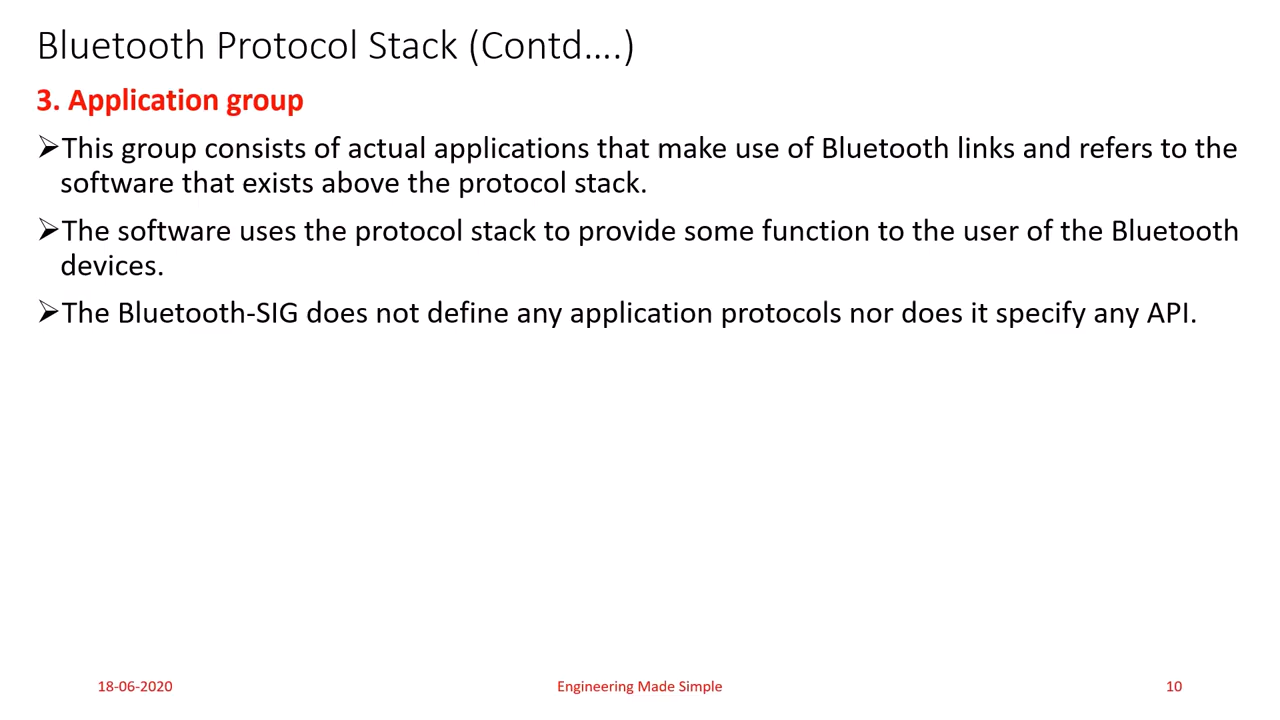 Bluetooth Protocol Stack (Contd....)
3. Application group
➢This group consists of actual applications that make use of Bluetooth links and refers to the
software that exists above the protocol stack.
➢The software uses the protocol stack to provide some function to the user of the Bluetooth
devices.
➢The Bluetooth-SIG does not define any application protocols nor does it specify any API.
18-06-2020
Engineering Made Simple
10